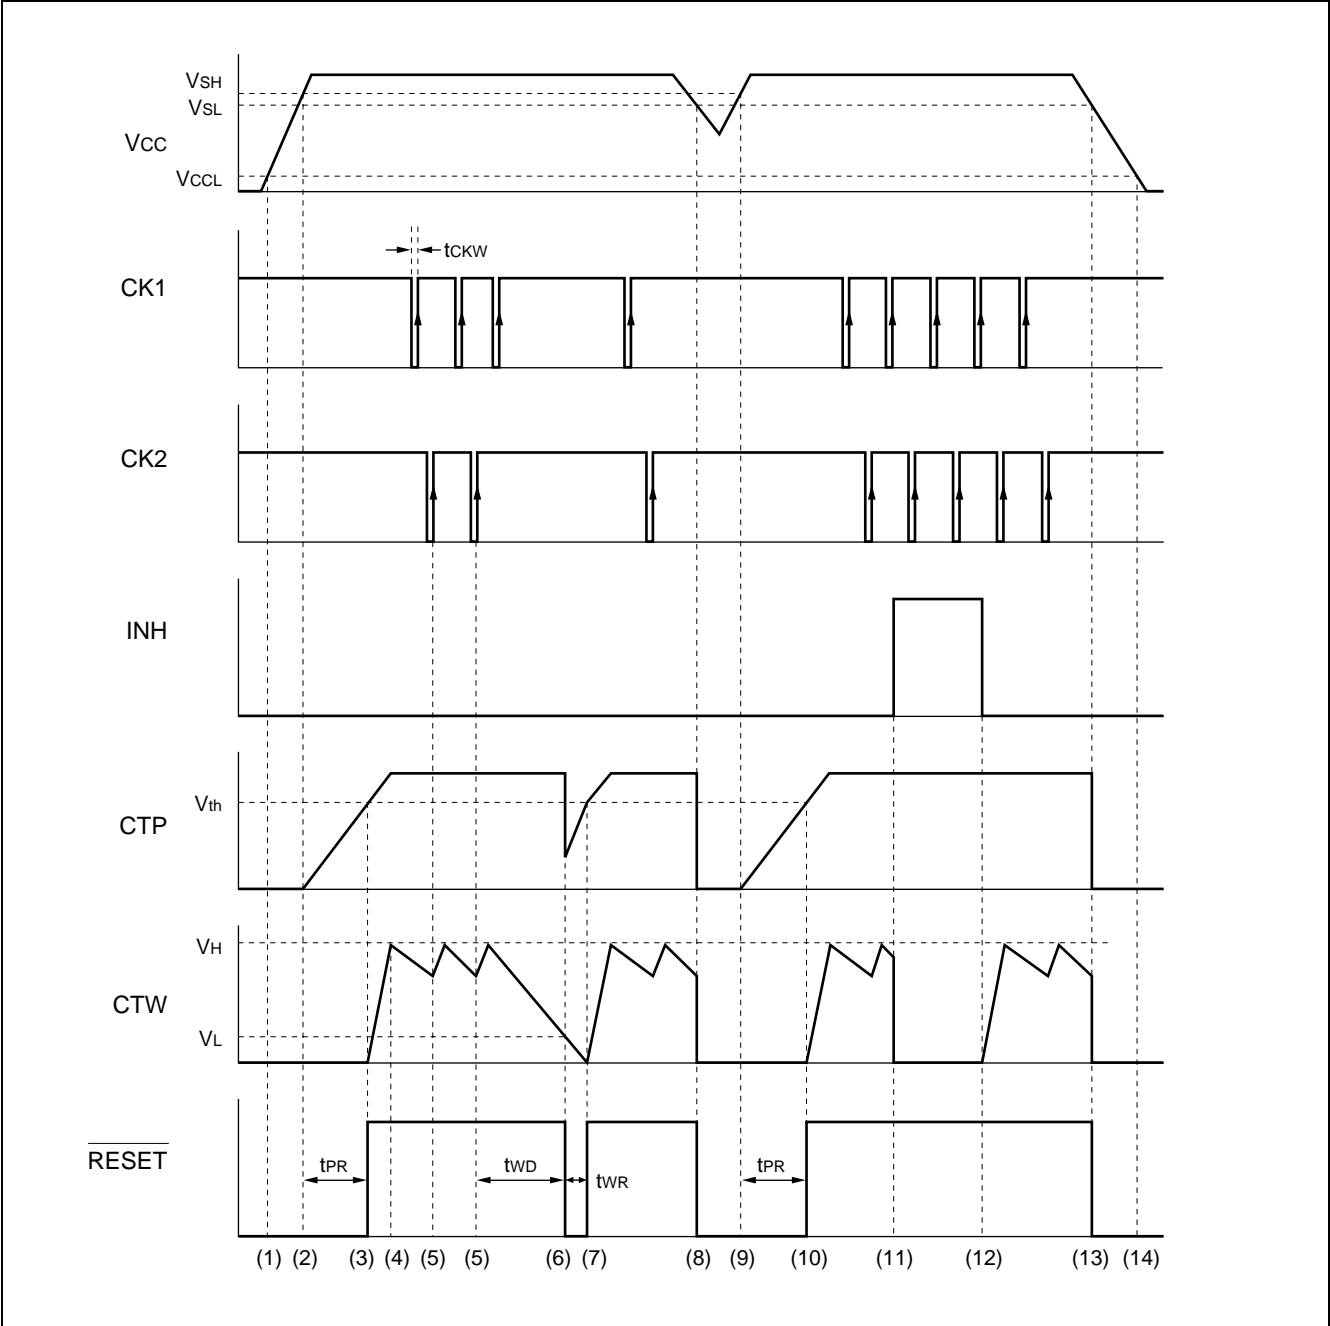 VSH
VSL
VCC
VCCL
tCKW
CK1
CK2
INH
Vth
CTP
VH
CTW
VL
RESET
tPR
tWD
tWR
tPR
(1) (2) (3) (4) (5) (5) (6) (7) (8) (9) (10) (11) (12) (13) (14)